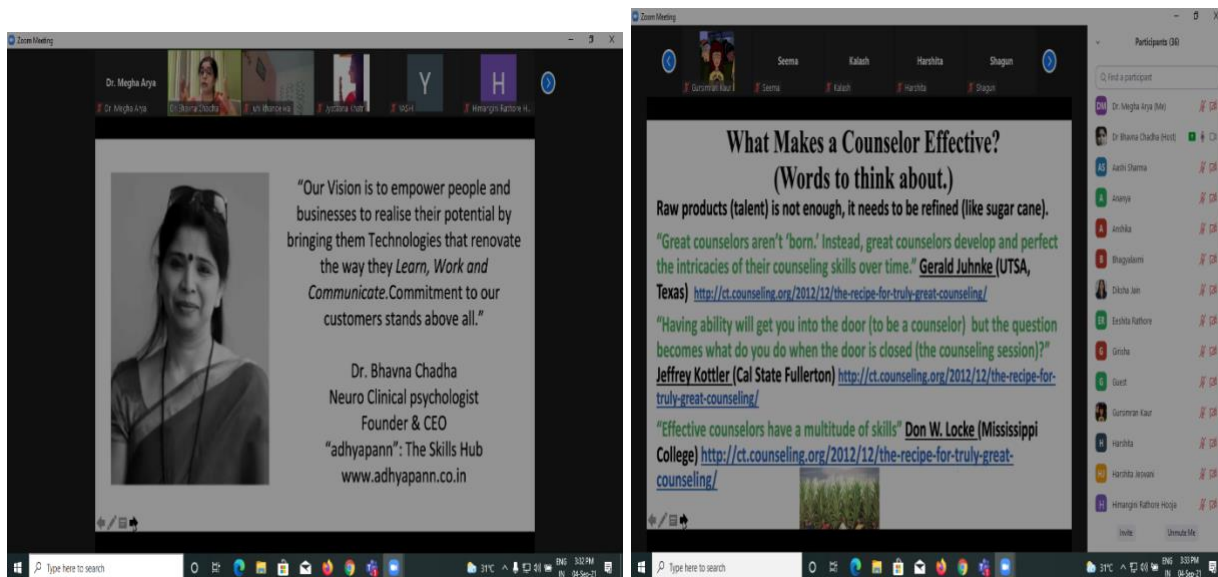 Zoom Meeting
Dr. Megha Arya
Y
H
Dr. Megha Arya
Dr Bhavna Chadha
Jyotsana Khatri
YASHI
Himangini Rathore H...
“Our Vision is to empower people and
businesses to realise their potential by
bringing them Technologies that renovate
the way they Learn, Work and
Communicate.Commitment to our
customers stands above all.”
Dr. Bhavna Chadha
Neuro Clinical psychologist
Founder & CEO
“adhyapann”: The Skills Hub
www.adhyapann.co.in
Type here to search
31°C
ENG
IN
3:32 PM
04-Sep-21
Zoom Meeting
Seema
Kalash
Harshita
Shagun
Gursimran Kaur
Seema
Kalash
Harshita
Shagun
What Makes a Counselor Effective?
(Words to think about.)
Raw products (talent) is not enough, it needs to be refined (like sugar cane).
“Great counselors aren’t ‘born.’ Instead, great counselors develop and perfect
the intricacies of their counseling skills over time.” Gerald Juhnke (UTSA,
Texas) http://ct.counseling.org/2012/12/the-recipe-for-truly-great-counseling/
“Having ability will get you into the door (to be a counselor) but the question
becomes what do you do when the door is closed (the counseling session)?”
Jeffrey Kottler (Cal State Fullerton) http://ct.counseling.org/2012/12/the-recipe-for-
truly-great-counseling/
“Effective counselors have a multitude of skills” Don W. Locke (Mississippi
College) http://ct.counseling.org/2012/12/the-recipe-for-truly-great-
counseling/
Participants (36)
Find a participant
DM Dr. Megha Arya (Me)
Dr Bhavna Chadha (Host)
AS Aashi Sharma
A Ananya
A Anshika
B Bhagyalaxmi
Diksha Jain
ER Eeshita Rathore
G Girisha
G Guest
Gursimran Kaur
H Harshita
HJ Harshita Jeswani
H Himangini Rathore Hooja
Invite
Unmute Me
Type here to search
31°C
ENG
IN
3:33 PM
04-Sep-21